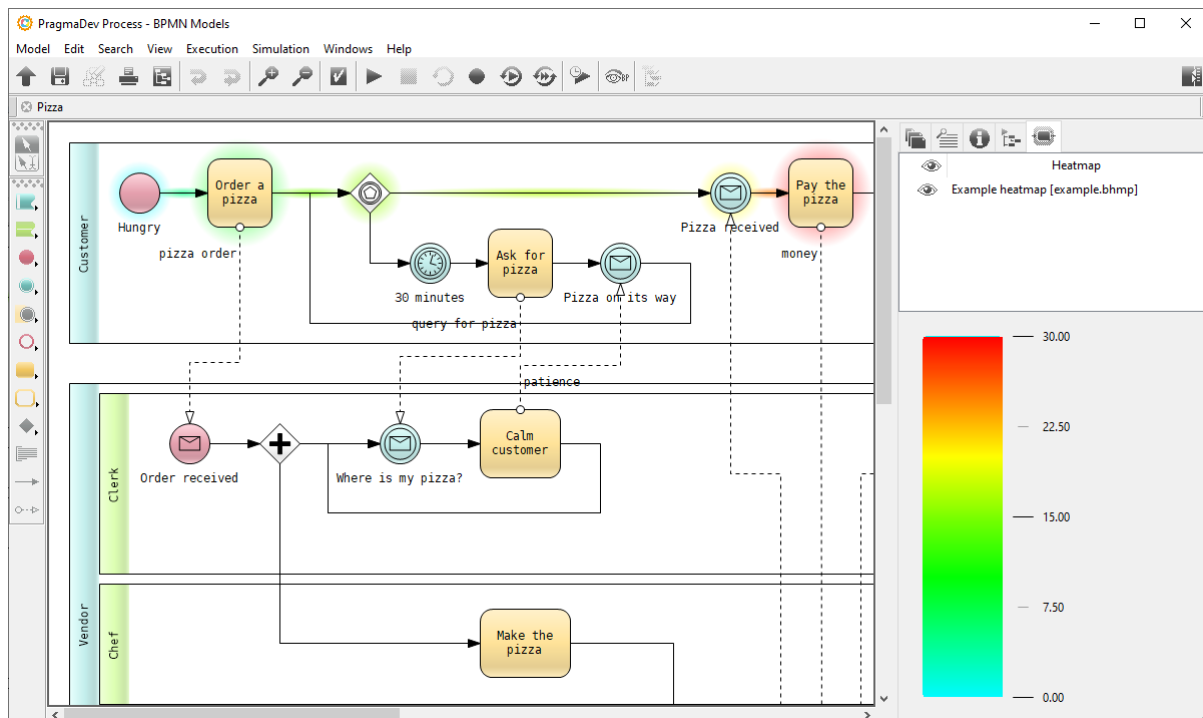 PragmaDev Process - BPMN Models
Model Edit Search View Execution Simulation Windows Help
BP
Pizza
Customer
Hungry
Order a
pizza
pizza order
30 minutes
Ask for
pizza
query for pizza
Pizza on its way
Pizza received
Pay the
pizza
money
patience
Vendor
Clerk
Order received
Where is my pizza?
Calm
customer
Chef
Make the
pizza
Heatmap
Example heatmap [example.bhmp]
30.00
22.50
15.00
7.50
0.00